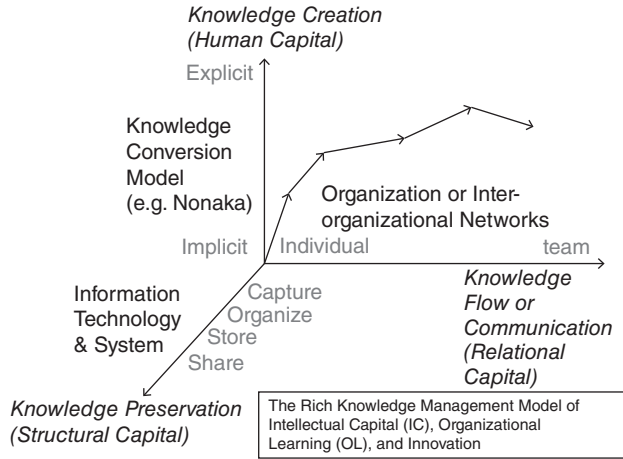 Knowledge Creation
(Human Capital)
Explicit
Knowledge
Conversion
Model
(e.g. Nonaka)
Organization or Inter-
organizational Networks
Implicit
Individual
team
Knowledge
Flow or
Communication
(Relational
Capital)
Information
Technology
& System
Capture
Organize
Store
Share
Knowledge Preservation
(Structural Capital)
The Rich Knowledge Management Model of
Intellectual Capital (IC), Organizational
Learning (OL), and Innovation